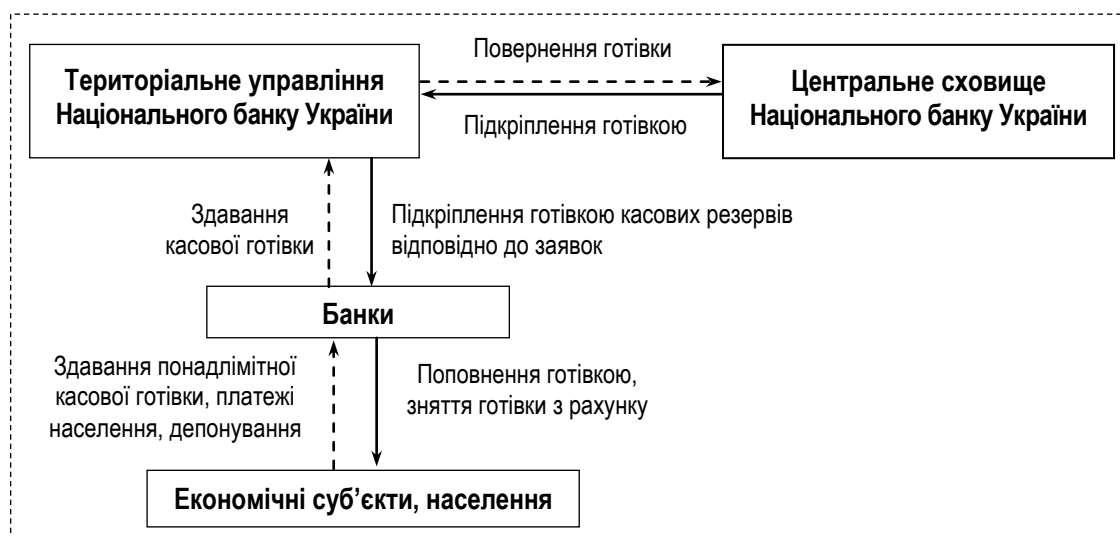 Повернення готівки
Територіальне управління
Національного банку України
Центральне сховище
Національного банку України
Підкріплення готівкою
Здавання
касової готівки
Підкріплення готівкою касових резервів
відповідно до заявок
Банки
Здавання понадлімітної
касової готівки, платежі
населення, депонування
Поповнення готівкою,
зняття готівки з рахунку
Економічні суб’єкти, населення